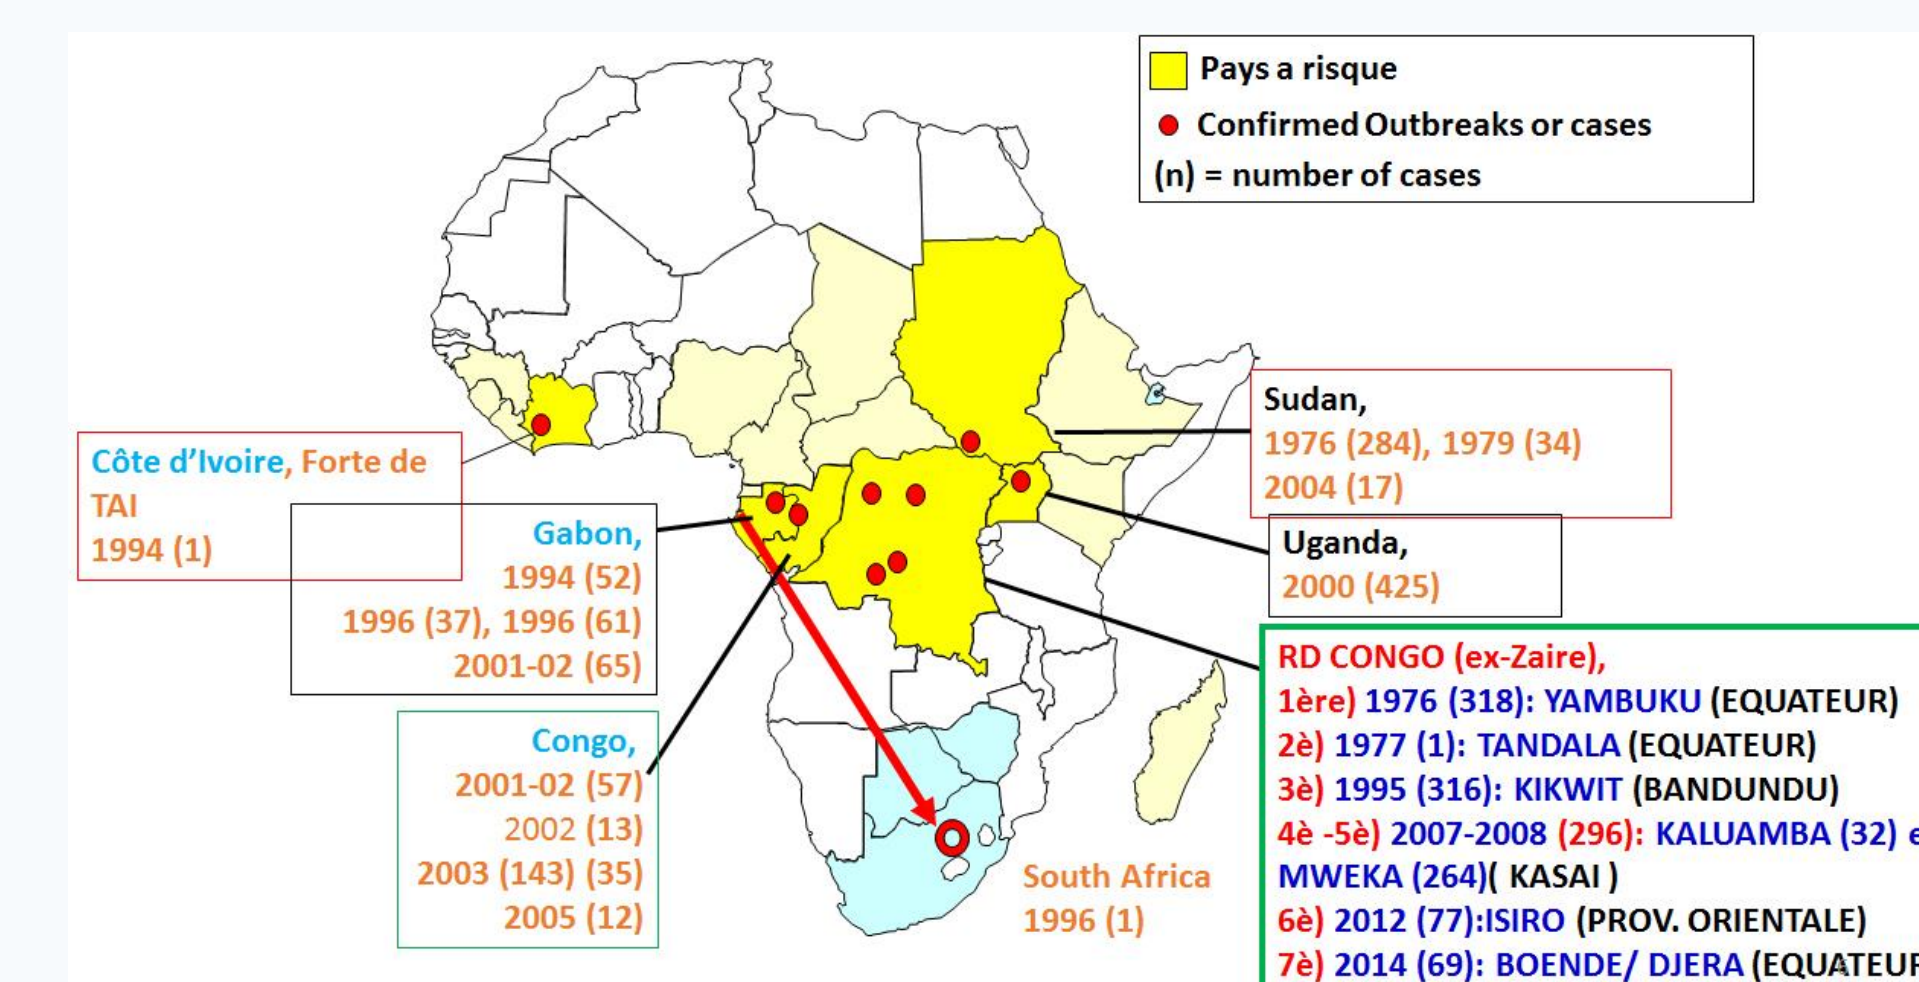 Pays a risque
Confirmed Outbreaks or cases
(n) = number of cases
Côte d’Ivoire, Forte de
TAI
1994 (1)
Gabon,
1994 (52)
1996 (37), 1996 (61)
2001-02 (65)
Congo,
2001-02 (57)
2002 (13)
2003 (143) (35)
2005 (12)
South Africa
1996 (1)
Sudan,
1976 (284), 1979 (34)
2004 (17)
Uganda,
2000 (425)
RD CONGO (ex-Zaire),
1ère) 1976 (318): YAMBUKU (EQUATEUR)
2è) 1977 (1): TANDALA (EQUATEUR)
3è) 1995 (316): KIKWIT (BANDUNDU)
4è -5è) 2007-2008 (296): KALUAMBA (32) e
MWEKA (264)( KASAI )
6è) 2012 (77):ISIRO (PROV. ORIENTALE)
7è) 2014 (69): BOENDE/ DJERA (EQUATEUR